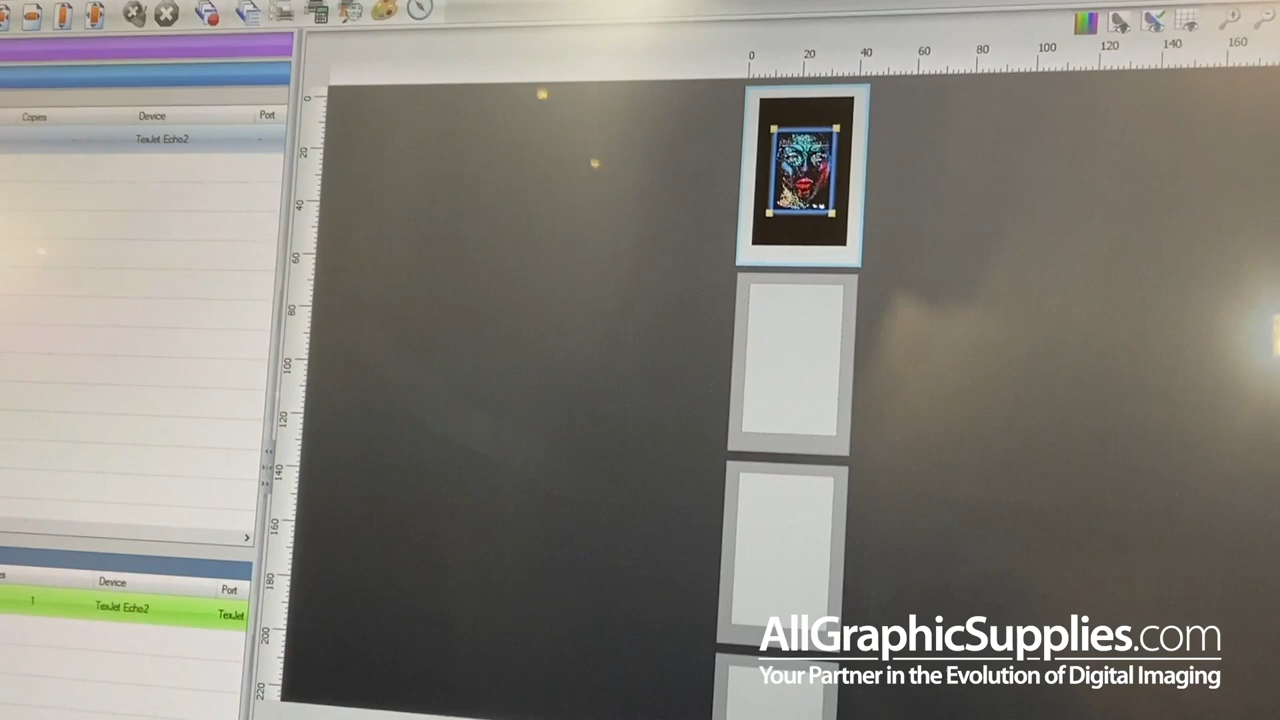 0 20 40 60 80 100 120 140 160
Copies Device Port
TexJet Echo2 -
0
20
40
60
80
100
120
140
160
180
200
220
Device Port
1 TexJet Echo2 TexJet
AllGraphicSupplies.com
Your Partner in the Evolution of Digital Imaging